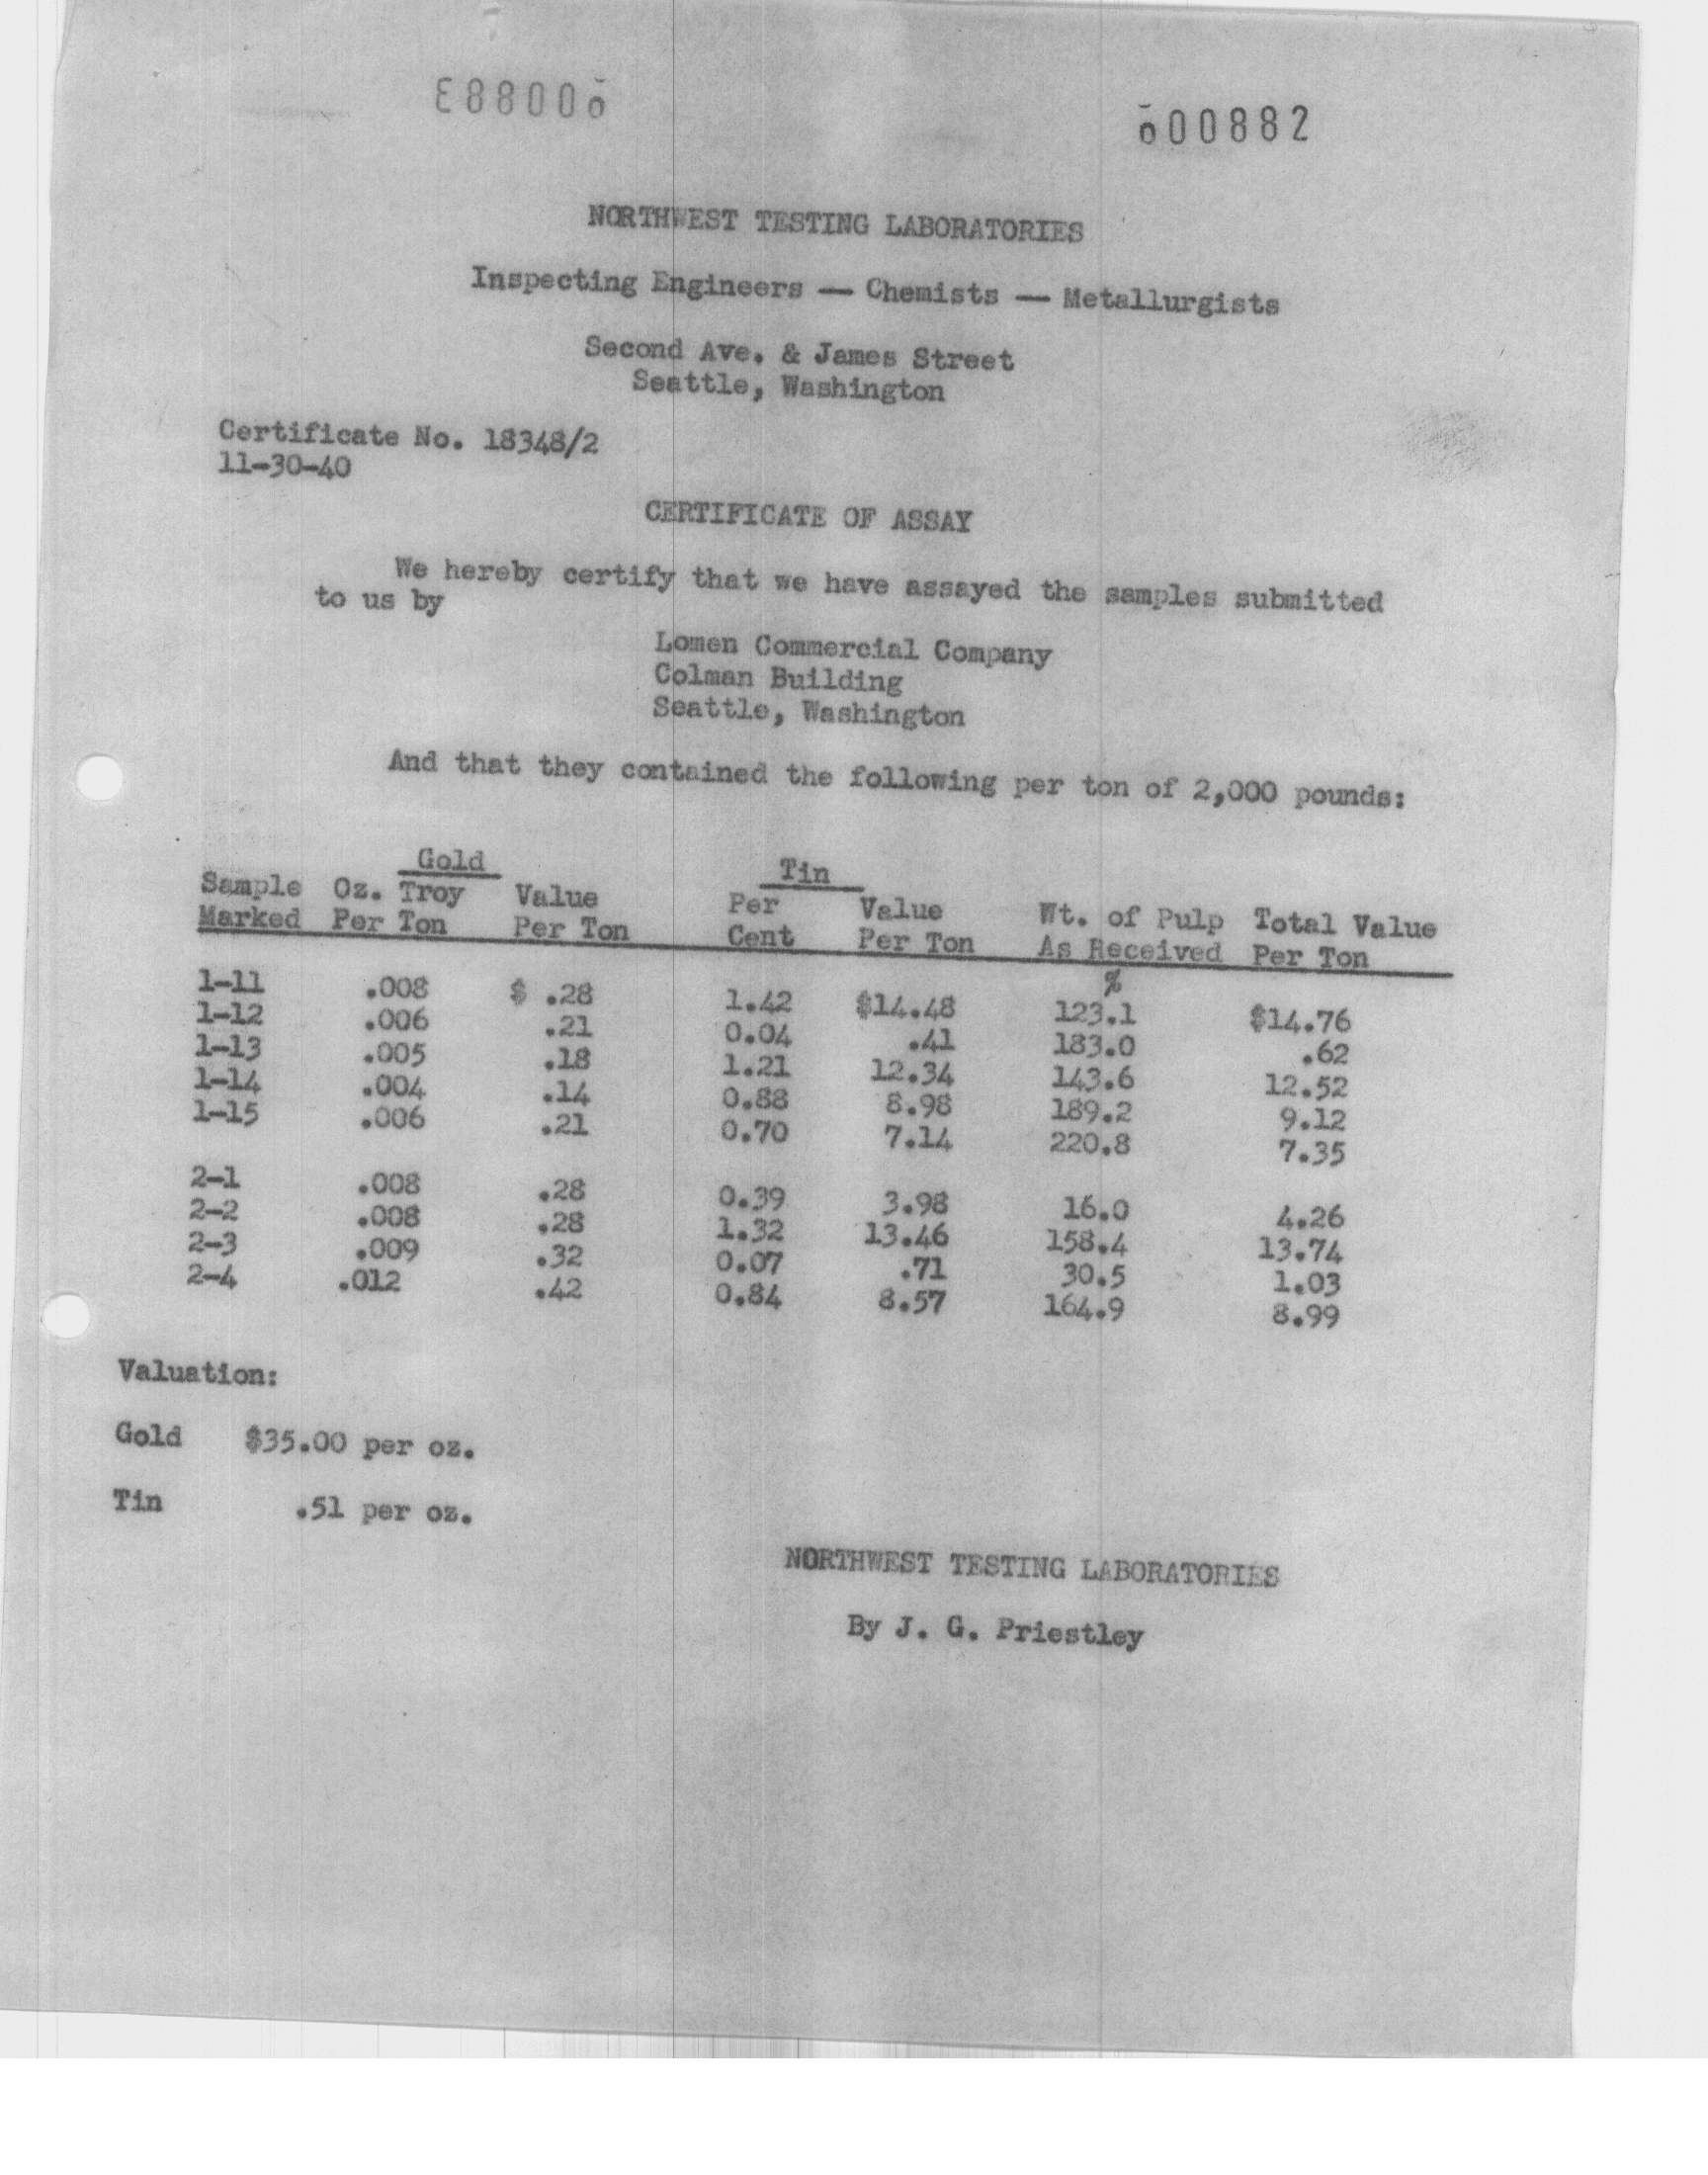 E88000
000882
NORTHWEST TESTING LABORATORIES
Inspecting Engineers — Chemists — Metallurgists
Second Ave. & James Street
Seattle, Washington
Certificate No. 18348/2
11-30-40
CERTIFICATE OF ASSAY
We hereby certify that we have assayed the samples submitted
to us by
Lomen Commercial Company
Colman Building
Seattle, Washington
And that they contained the following per ton of 2,000 pounds:
Gold Tin
Sample Oz. Troy Value Per Value Wt. of Pulp Total Value
Marked Per Ton Per Ton Cent Per Ton As Received Per Ton
%
1-11 .008 $ .28 1.42 $14.48 123.1 $14.76
1-12 .006 .21 0.04 .41 183.0 .62
1-13 .005 .18 1.21 12.34 143.6 12.52
1-14 .004 .14 0.88 8.98 189.2 9.12
1-15 .006 .21 0.70 7.14 220.8 7.35
2-1 .008 .28 0.39 3.98 16.0 4.26
2-2 .008 .28 1.32 13.46 158.4 13.74
2-3 .009 .32 0.07 .71 30.5 1.03
2-4 .012 .42 0.84 8.57 164.9 8.99
Valuation:
Gold $35.00 per oz.
Tin .51 per oz.
NORTHWEST TESTING LABORATORIES
By J. G. Priestley